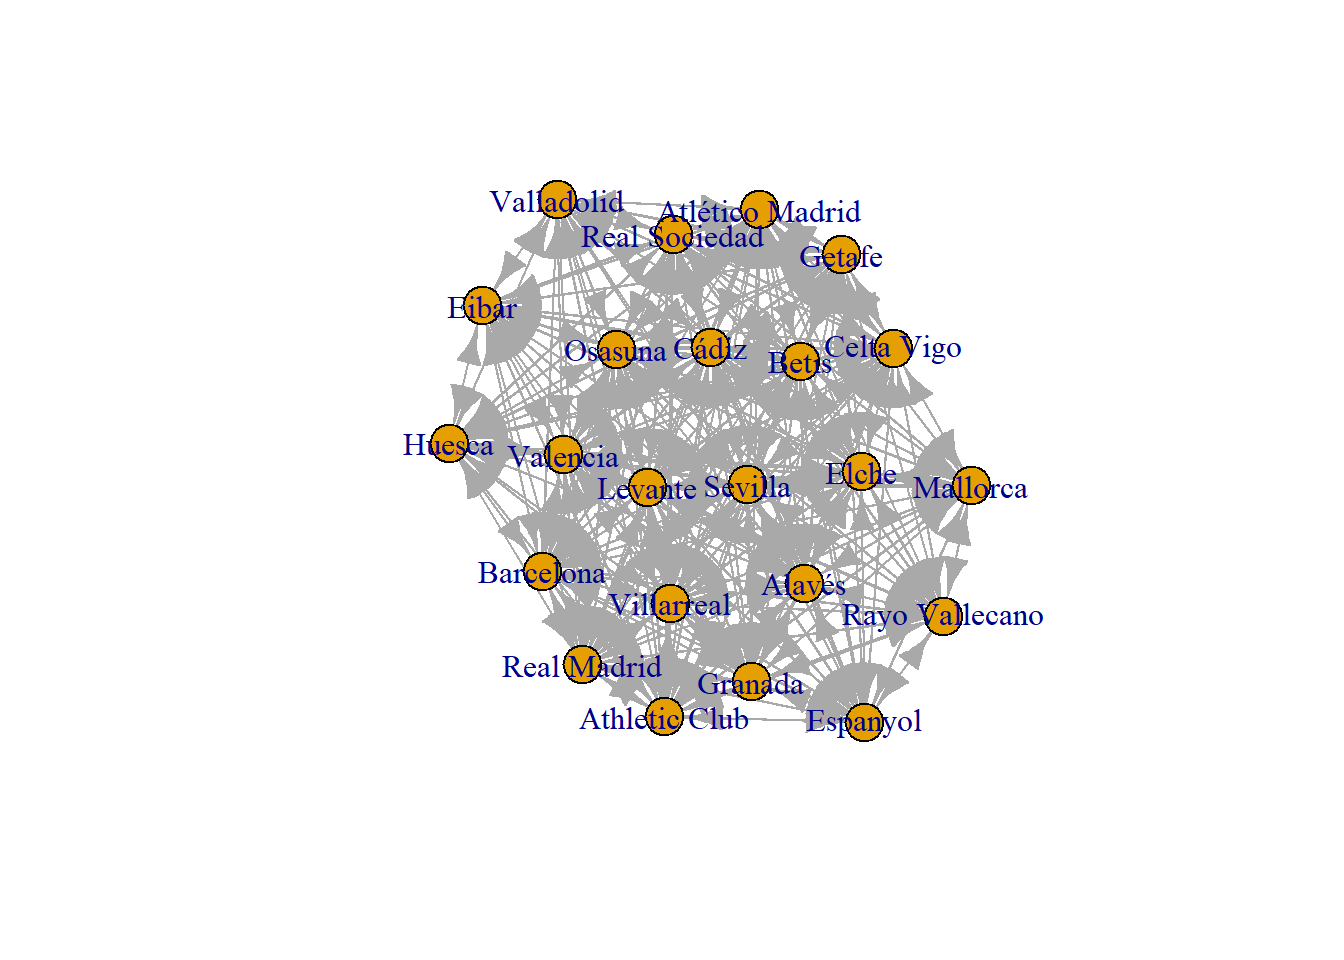 Valladolid
Atlético Madrid
Real Sociedad
Getafe
Eibar
Osasuna
Cádiz
Betis
Celta Vigo
Huesca
Valencia
Levante
Sevilla
Elche
Mallorca
Barcelona
Villarreal
Alavés
Rayo Vallecano
Real Madrid
Granada
Athletic Club
Espanyol